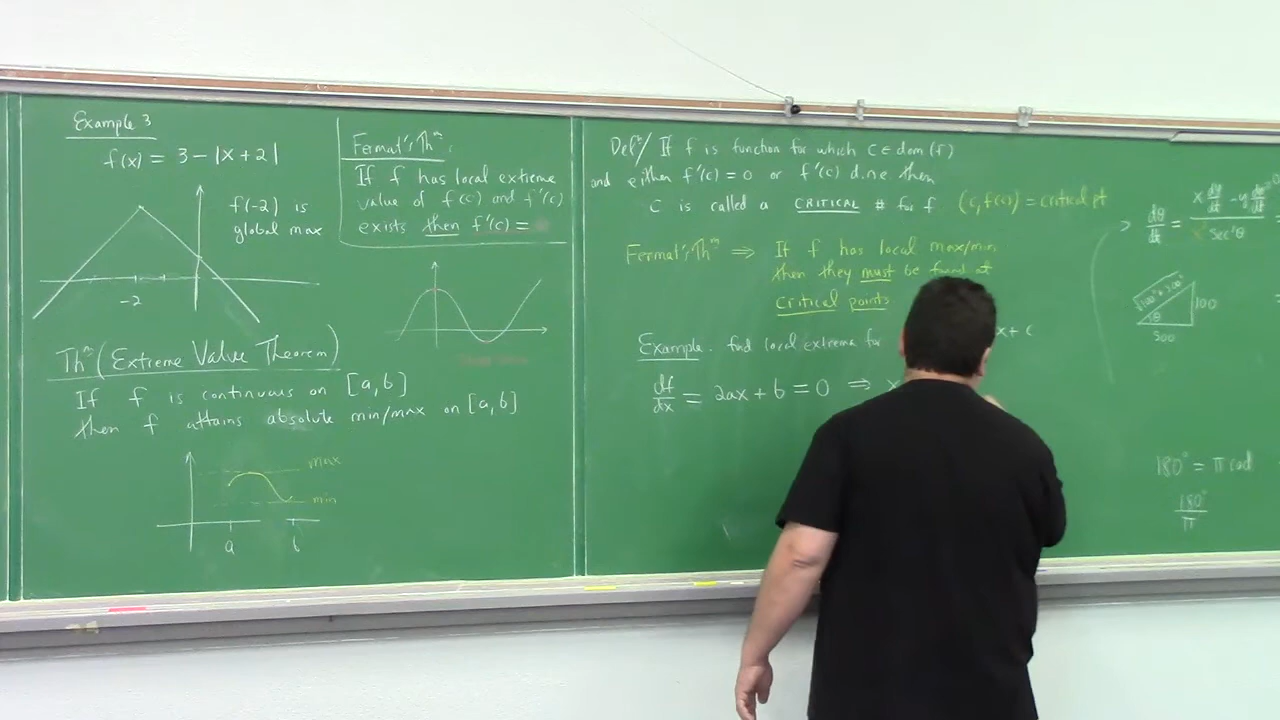 Example 3
f(x) = 3 - |x + 2|
f(-2) is
global max
-2
Fermat's Thm:
If f has local extreme
value of f(c) and f'(c)
exists then f'(c) =
Thm (Extreme Value Theorem)
If f is continuous on [a, b]
then f attains absolute min/max on [a, b]
max
min
a
b
Defn/ If f is function for which c ∈ dom (f)
and either f'(c) = 0 or f'(c) d.n.e then
c is called a CRITICAL # for f (c, f(c)) = critical pt
Fermat's Thm ⇒ If f has local max/min
then they must be found at
critical points
Example. find local extreme for x + c
df/dx = 2ax + b = 0 ⇒ x
dθ/dt =
sec²θ
θ
100
500
180° = π rad
180°/π